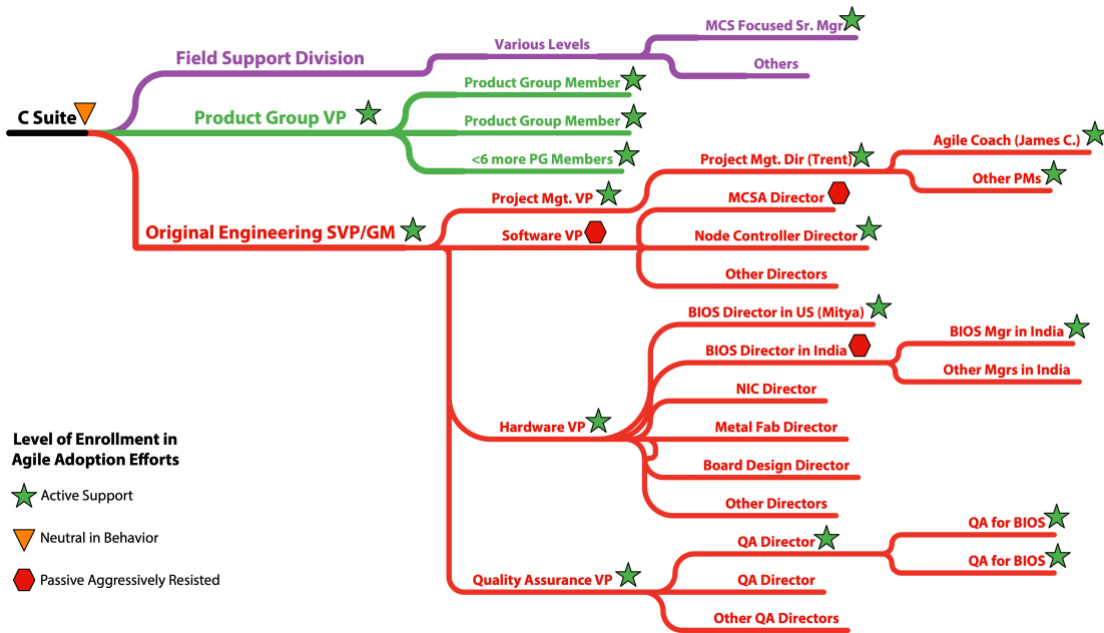 MCS Focused Sr. Mgr
Various Levels
Field Support Division
Others
Product Group Member
C Suite
Product Group VP
Product Group Member
Agile Coach (James C.)
<6 more PG Members
Project Mgt. Dir (Trent)
Other PMs
Project Mgt. VP
MCSA Director
Original Engineering SVP/GM
Software VP
Node Controller Director
Other Directors
BIOS Director in US (Mitya)
BIOS Mgr in India
BIOS Director in India
Other Mgrs in India
NIC Director
Hardware VP
Metal Fab Director
Board Design Director
Other Directors
QA for BIOS
QA Director
QA for BIOS
Quality Assurance VP
QA Director
Other QA Directors
Level of Enrollment in
Agile Adoption Efforts
Active Support
Neutral in Behavior
Passive Aggressively Resisted